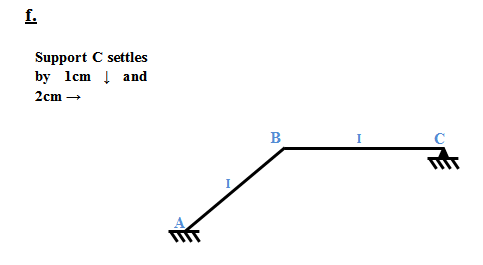 f.
Support C settles
by 1cm ↓ and
2cm →
B I C
I
A